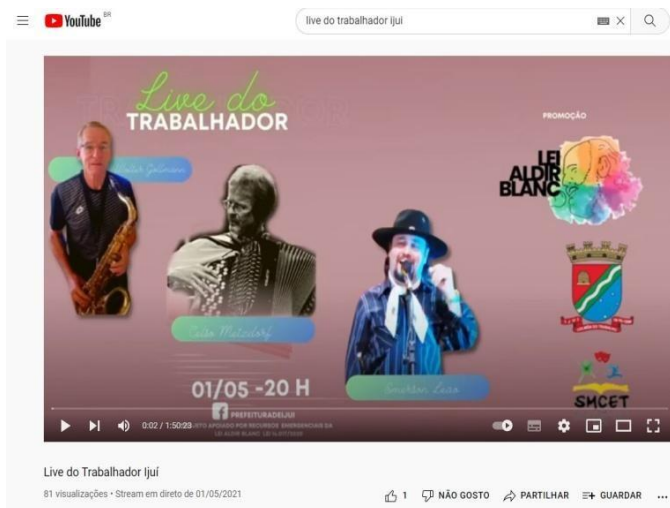 YouTube BR
live do trabalhador ijui
Live do
TRABALHADOR
PROMOÇÃO
LEI
ALDIR
BLANC
01/05 -20 H
PREFEITURADEIJUI
SMCET
0:02 / 1:50:23
Live do Trabalhador Ijuí
81 visualizações • Stream em direto de 01/05/2021
1
NÃO GOSTO
PARTILHAR
GUARDAR